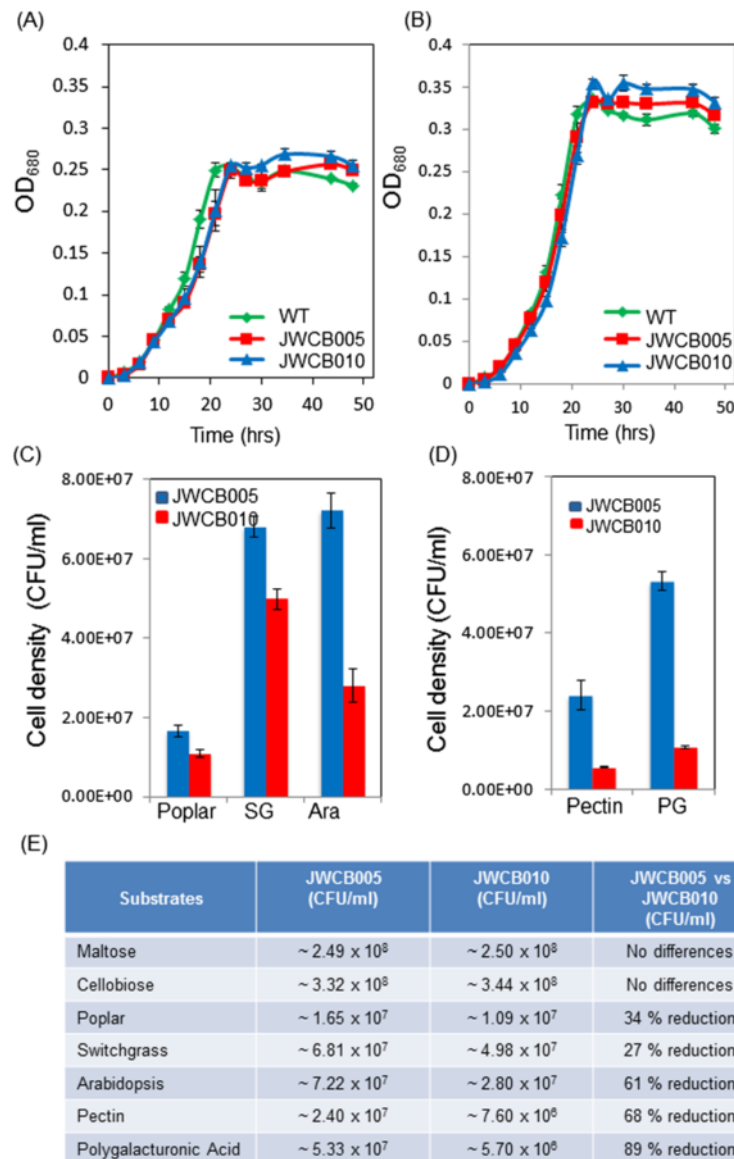 (A)
0.4
0.35
0.3
0.25
0.2
0.15
0.1
0.05
0
OD680
0 10 20 30 40 50
Time (hrs)
WT
JWCB005
JWCB010
(B)
0.4
0.35
0.3
0.25
0.2
0.15
0.1
0.05
0
OD680
0 10 20 30 40 50
Time (hrs)
WT
JWCB005
JWCB010
(C)
8.00E+07
6.00E+07
4.00E+07
2.00E+07
0.00E+00
Cell density (CFU/ml)
JWCB005
JWCB010
Poplar SG Ara
(D)
8.00E+07
6.00E+07
4.00E+07
2.00E+07
0.00E+00
Cell density (CFU/ml)
JWCB005
JWCB010
Pectin PG
(E)
Substrates JWCB005 (CFU/ml) JWCB010 (CFU/ml) JWCB005 vs JWCB010 (CFU/ml)
Maltose ~ 2.49 x 10⁸ ~ 2.50 x 10⁸ No differences
Cellobiose ~ 3.32 x 10⁸ ~ 3.44 x 10⁸ No differences
Poplar ~ 1.65 x 10⁷ ~ 1.09 x 10⁷ 34 % reduction
Switchgrass ~ 6.81 x 10⁷ ~ 4.98 x 10⁷ 27 % reduction
Arabidopsis ~ 7.22 x 10⁷ ~ 2.80 x 10⁷ 61 % reduction
Pectin ~ 2.40 x 10⁷ ~ 7.60 x 10⁶ 68 % reduction
Polygalacturonic Acid ~ 5.33 x 10⁷ ~ 5.70 x 10⁶ 89 % reduction